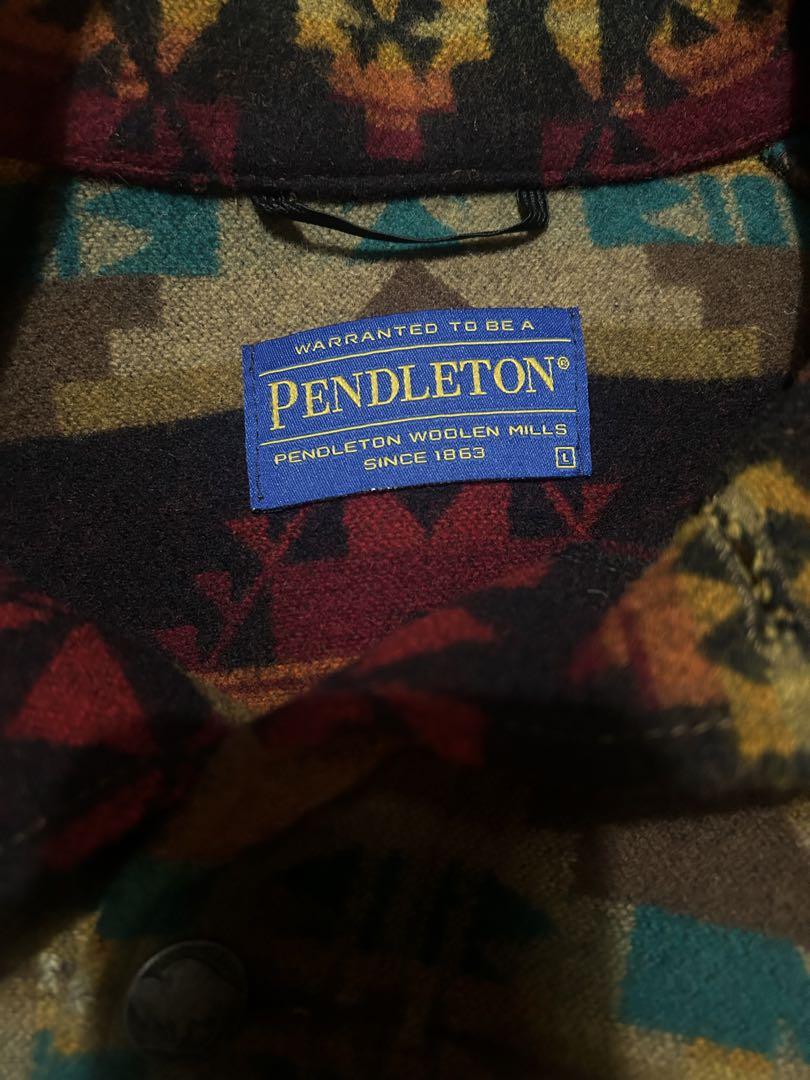 WARRANTED TO BE A
PENDLETON®
PENDLETON WOOLEN MILLS
SINCE 1863
L